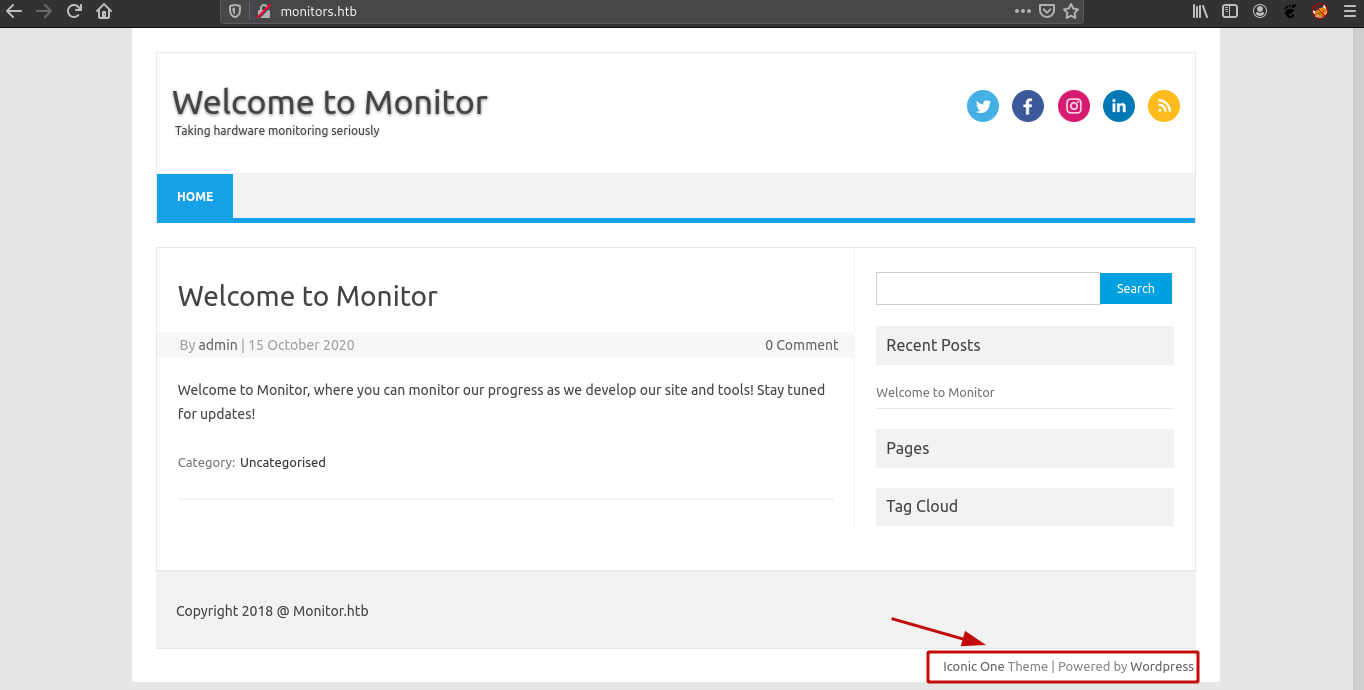 monitors.htb
Welcome to Monitor
Taking hardware monitoring seriously
HOME
Welcome to Monitor
By admin | 15 October 2020
0 Comment
Welcome to Monitor, where you can monitor our progress as we develop our site and tools! Stay tuned
for updates!
Category: Uncategorised
Search
Recent Posts
Welcome to Monitor
Pages
Tag Cloud
Copyright 2018 @ Monitor.htb
Iconic One Theme | Powered by Wordpress